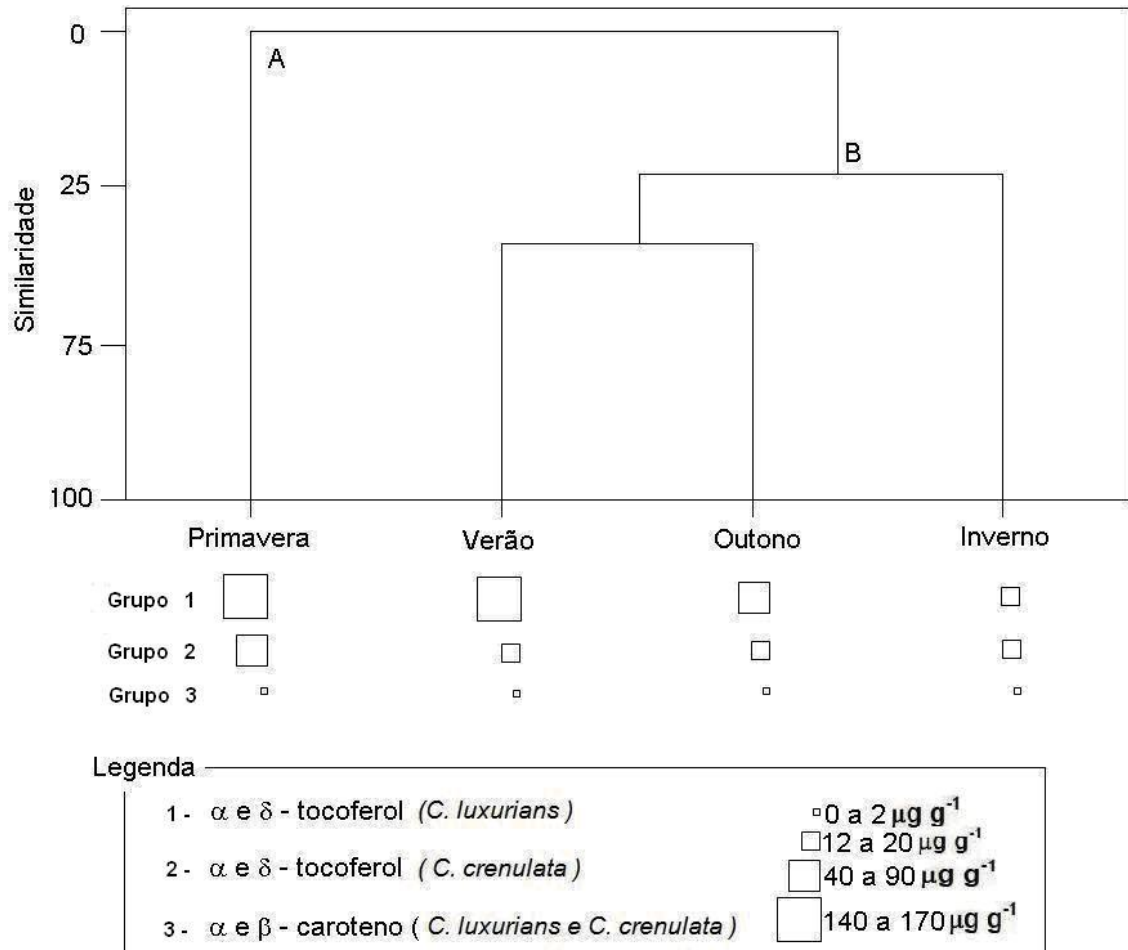 0
A
B
25
Similaridade
75
100
Primavera Verão Outono Inverno
Grupo 1
Grupo 2
Grupo 3
Legenda
1 - α e δ - tocoferol (C. luxurians)
2 - α e δ - tocoferol ( C. crenulata )
3 - α e β - caroteno ( C. luxurians e C. crenulata )
0 a 2 μg g⁻¹
12 a 20 μg g⁻¹
40 a 90 μg g⁻¹
140 a 170 μg g⁻¹